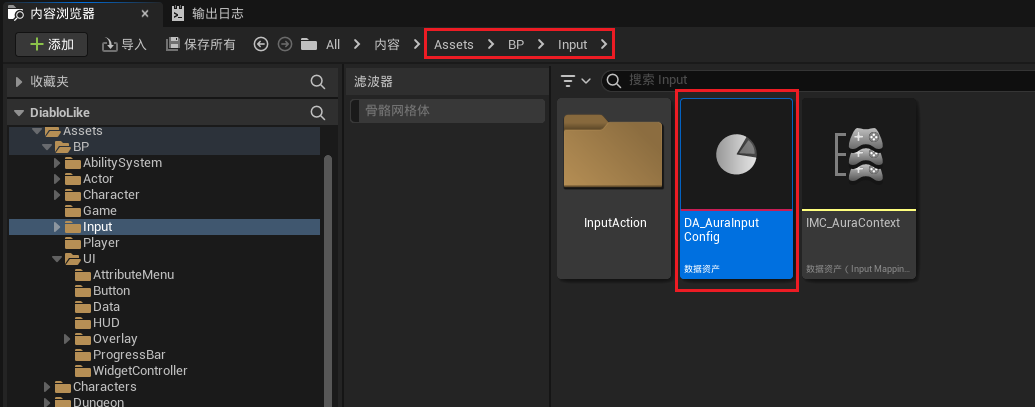 内容浏览器
输出日志
添加
导入
保存所有
All
内容
Assets
BP
Input
收藏夹
滤波器
搜索 Input
DiabloLike
骨骼网格体
Assets
BP
AbilitySystem
Actor
Character
Game
Input
Player
UI
AttributeMenu
Button
Data
HUD
Overlay
ProgressBar
WidgetController
Characters
Dungeon
InputAction
DA_AuraInput
Config
数据资产
IMC_AuraContext
数据资产（Input Mappin...